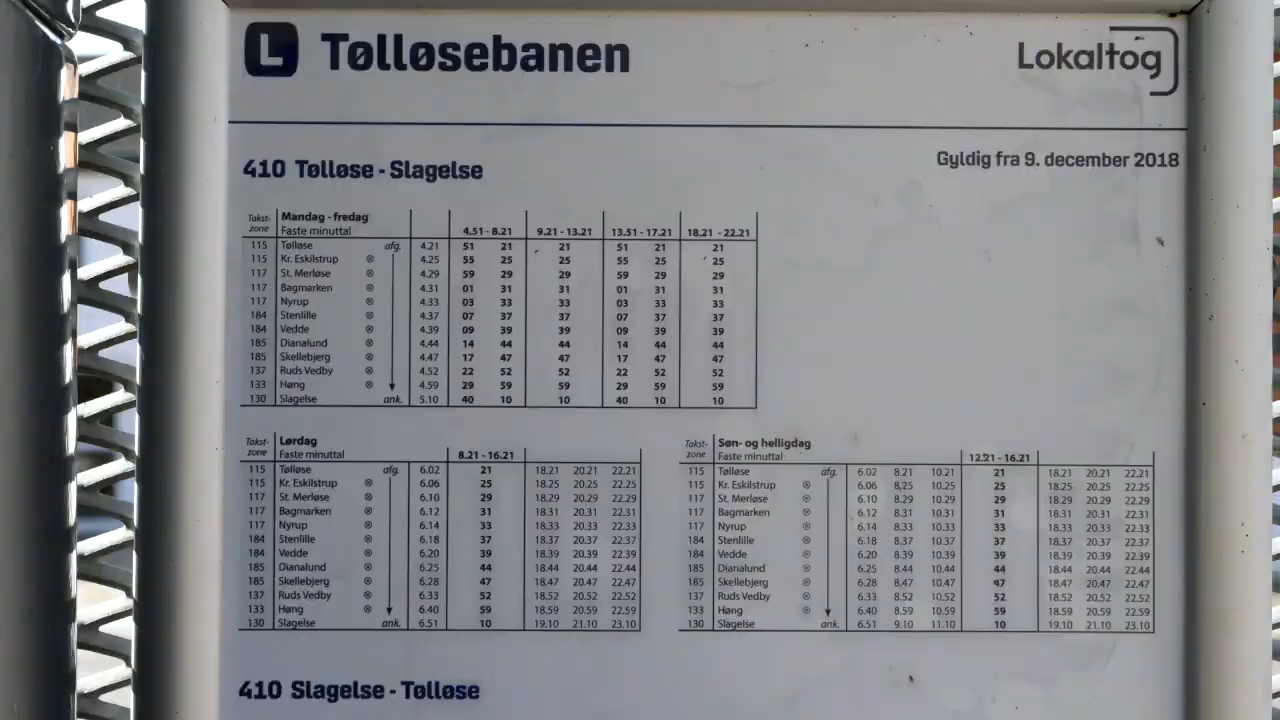 L Tølløsebanen Lokaltog
410 Tølløse - Slagelse
Gyldig fra 9. december 2018
Takst-zone Mandag - fredag
Faste minuttal 4.51 - 8.21 9.21 - 13.21 13.51 - 17.21 18.21 - 22.21
115 Tølløse afg. 4.21 51 21 21 51 21 21
115 Kr. Eskilstrup ⊗ 4.25 55 25 25 55 25 25
117 St. Merløse ⊗ 4.29 59 29 29 59 29 29
117 Bagmarken ⊗ 4.31 01 31 31 01 31 31
117 Nyrup ⊗ 4.33 03 33 33 03 33 33
184 Stenlille ⊗ 4.37 07 37 37 07 37 37
184 Vedde ⊗ 4.39 09 39 39 09 39 39
185 Dianalund ⊗ 4.44 14 44 44 14 44 44
185 Skellebjerg ⊗ 4.47 17 47 47 17 47 47
137 Ruds Vedby ⊗ 4.52 22 52 52 22 52 52
133 Høng ⊗ 4.59 29 59 59 29 59 59
130 Slagelse ank. 5.10 40 10 10 40 10 10
Takst-zone Lørdag
Faste minuttal 8.21 - 16.21
115 Tølløse afg. 6.02 21 18.21 20.21 22.21
115 Kr. Eskilstrup ⊗ 6.06 25 18.25 20.25 22.25
117 St. Merløse ⊗ 6.10 29 18.29 20.29 22.29
117 Bagmarken ⊗ 6.12 31 18.31 20.31 22.31
117 Nyrup ⊗ 6.14 33 18.33 20.33 22.33
184 Stenlille ⊗ 6.18 37 18.37 20.37 22.37
184 Vedde ⊗ 6.20 39 18.39 20.39 22.39
185 Dianalund ⊗ 6.25 44 18.44 20.44 22.44
185 Skellebjerg ⊗ 6.28 47 18.47 20.47 22.47
137 Ruds Vedby ⊗ 6.33 52 18.52 20.52 22.52
133 Høng ⊗ 6.40 59 18.59 20.59 22.59
130 Slagelse ank. 6.51 10 19.10 21.10 23.10
Takst-zone Søn- og helligdag
Faste minuttal 12.21 - 16.21
115 Tølløse afg. 6.02 8.21 10.21 21 18.21 20.21 22.21
115 Kr. Eskilstrup ⊗ 6.06 8.25 10.25 25 18.25 20.25 22.25
117 St. Merløse ⊗ 6.10 8.29 10.29 29 18.29 20.29 22.29
117 Bagmarken ⊗ 6.12 8.31 10.31 31 18.31 20.31 22.31
117 Nyrup ⊗ 6.14 8.33 10.33 33 18.33 20.33 22.33
184 Stenlille ⊗ 6.18 8.37 10.37 37 18.37 20.37 22.37
184 Vedde ⊗ 6.20 8.39 10.39 39 18.39 20.39 22.39
185 Dianalund ⊗ 6.25 8.44 10.44 44 18.44 20.44 22.44
185 Skellebjerg ⊗ 6.28 8.47 10.47 47 18.47 20.47 22.47
137 Ruds Vedby ⊗ 6.33 8.52 10.52 52 18.52 20.52 22.52
133 Høng ⊗ 6.40 8.59 10.59 59 18.59 20.59 22.59
130 Slagelse ank. 6.51 9.10 11.10 10 19.10 21.10 23.10
410 Slagelse - Tølløse